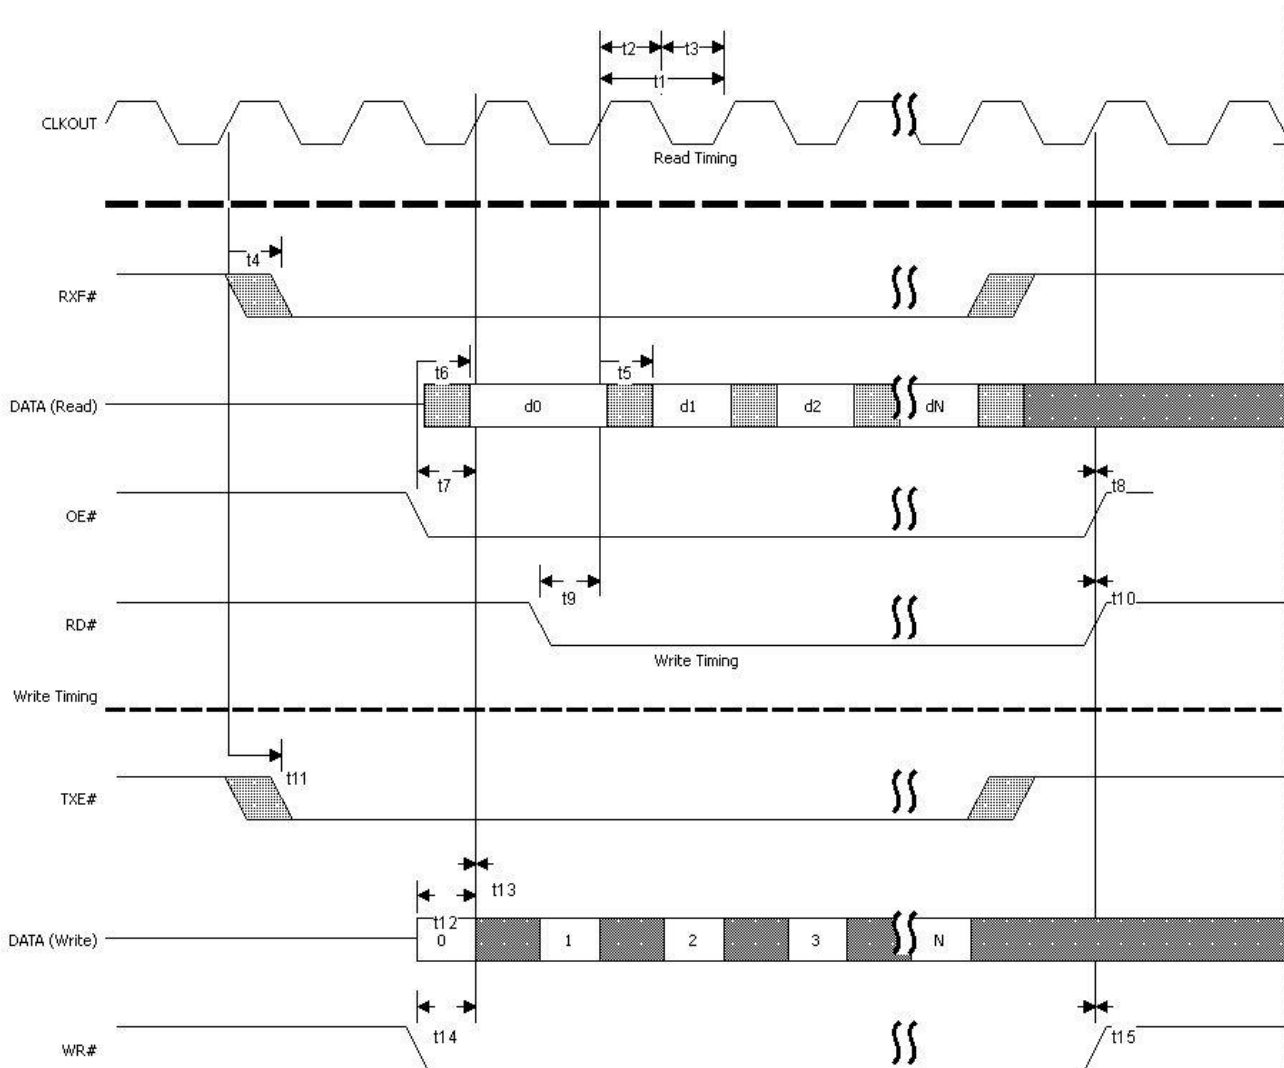 t2 t3
t1
CLKOUT
Read Timing
t4
RXF#
t6 t5
DATA (Read) d0 d1 d2 dN
t7 t8
OE#
t9 t10
RD#
Write Timing
Write Timing
t11
TXE#
t13
t12
DATA (Write) 0 1 2 3 N
t14 t15
WR#